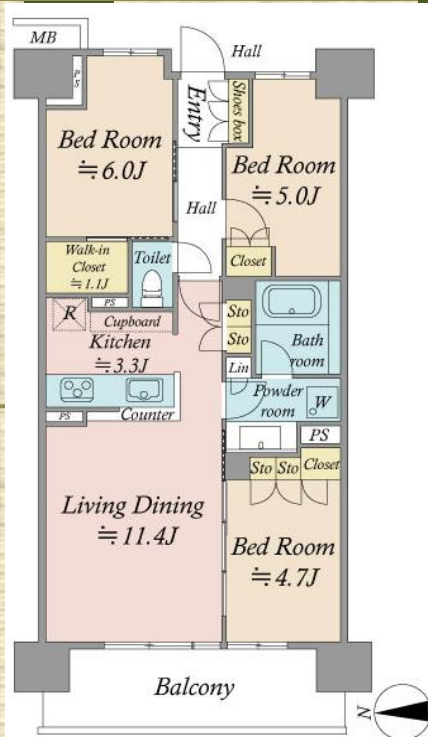 MB
Hall
PS
Entry
Shoes box
Bed Room
≒6.0J
Bed Room
≒5.0J
Hall
Walk-in
Closet
≒1.1J
Toilet
Closet
PS
R
Cupboard
Kitchen
≒3.3J
Sto
Sto
Bath
room
Lin
Powder
room
W
PS
Counter
PS
Sto
Sto
Closet
Living Dining
≒11.4J
Bed Room
≒4.7J
Balcony
N